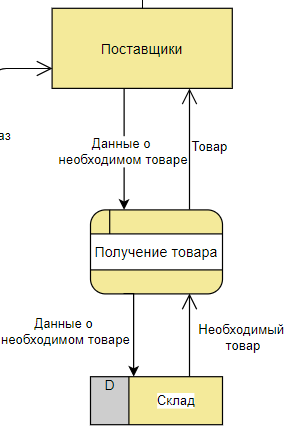 Поставщики
аз
Данные о
необходимом товаре
Товар
Получение товара
Данные о
необходимом товаре
Необходимый
товар
D
Склад